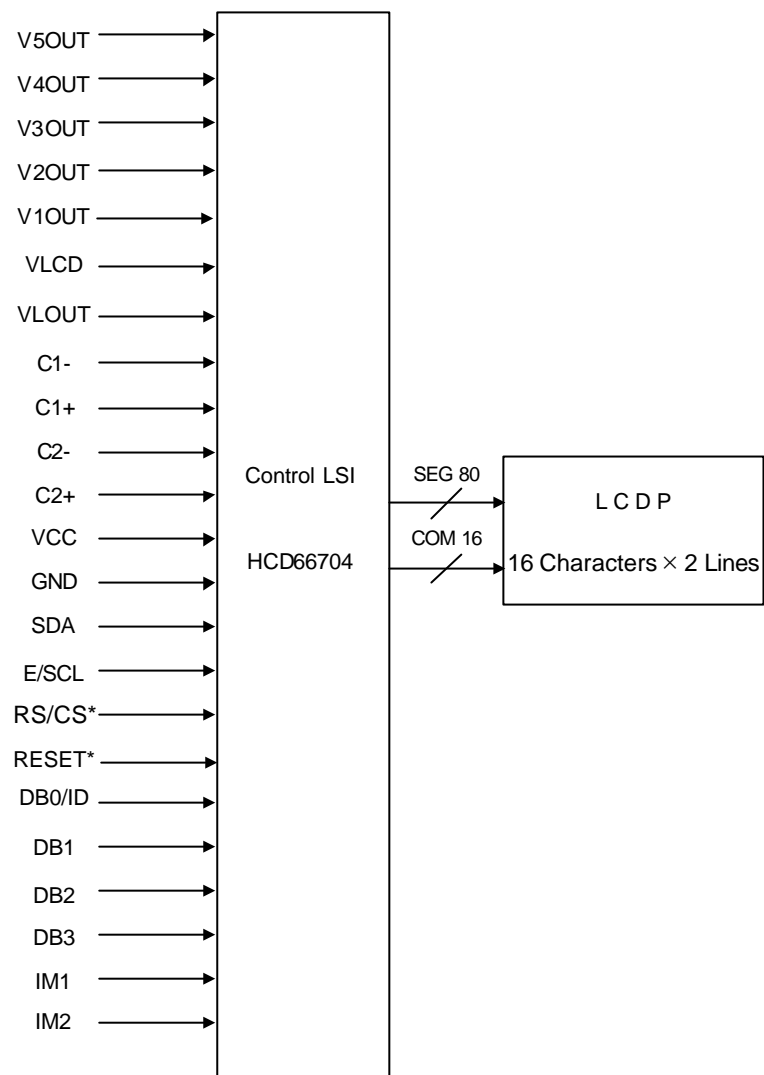 V5OUT
V4OUT
V3OUT
V2OUT
V1OUT
VLCD
VLOUT
C1-
C1+
C2-
C2+
VCC
GND
SDA
E/SCL
RS/CS*
RESET*
DB0/ID
DB1
DB2
DB3
IM1
IM2
Control LSI
HCD66704
SEG 80
COM 16
L C D P
16 Characters × 2 Lines